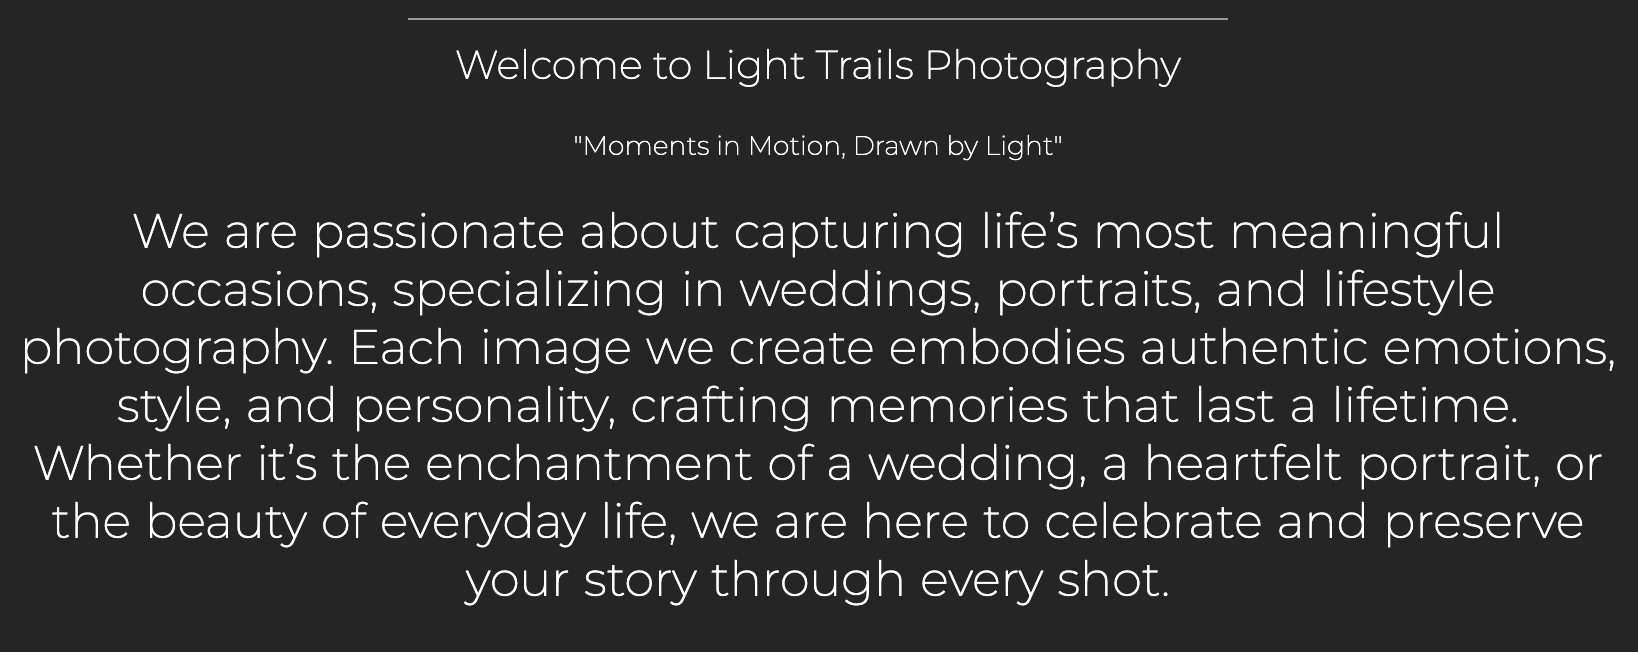 Welcome to Light Trails Photography
"Moments in Motion, Drawn by Light"
We are passionate about capturing life’s most meaningful
occasions, specializing in weddings, portraits, and lifestyle
photography. Each image we create embodies authentic emotions,
style, and personality, crafting memories that last a lifetime.
Whether it’s the enchantment of a wedding, a heartfelt portrait, or
the beauty of everyday life, we are here to celebrate and preserve
your story through every shot.